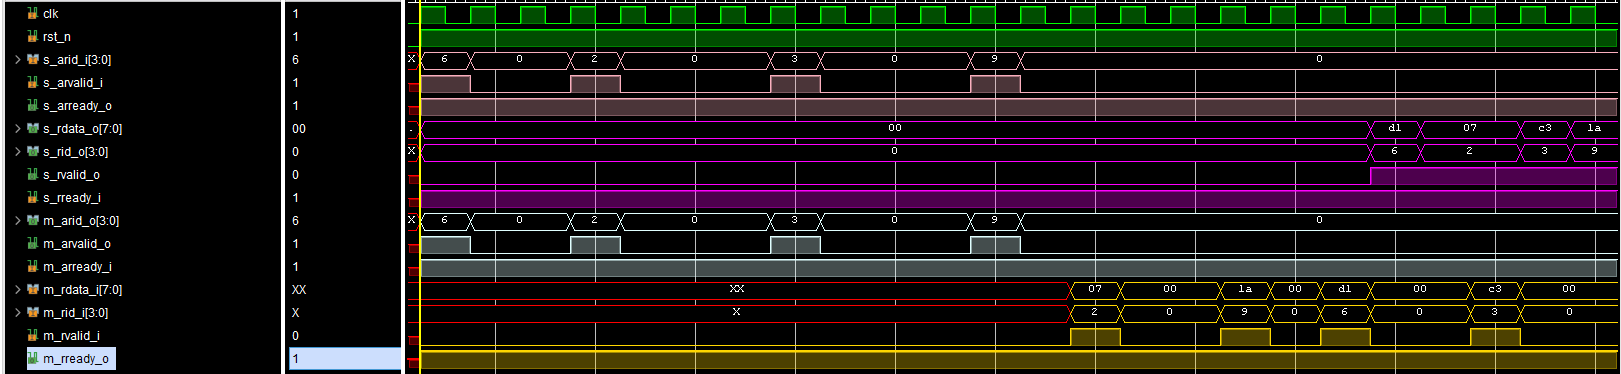 clk 1
rst_n 1
s_arid_i[3:0] 6 X 6 0 2 0 3 0 9 0
s_arvalid_i 1
s_arready_o 1
s_rdata_o[7:0] 00 . 00 d1 07 c3 1a
s_rid_o[3:0] 0 X 0 6 2 3 9
s_rvalid_o 0
s_rready_i 1
m_arid_o[3:0] 6 X 6 0 2 0 3 0 9 0
m_arvalid_o 1
m_arready_i 1
m_rdata_i[7:0] XX XX 07 00 1a 00 d1 00 c3 00
m_rid_i[3:0] X X 2 0 9 0 6 0 3 0
m_rvalid_i 0
m_rready_o 1